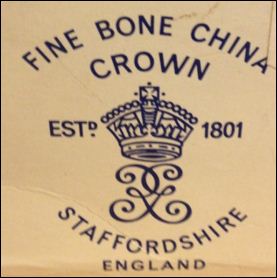 FINE BONE CHINA
CROWN
ESTD 1801
STAFFORDSHIRE
ENGLAND